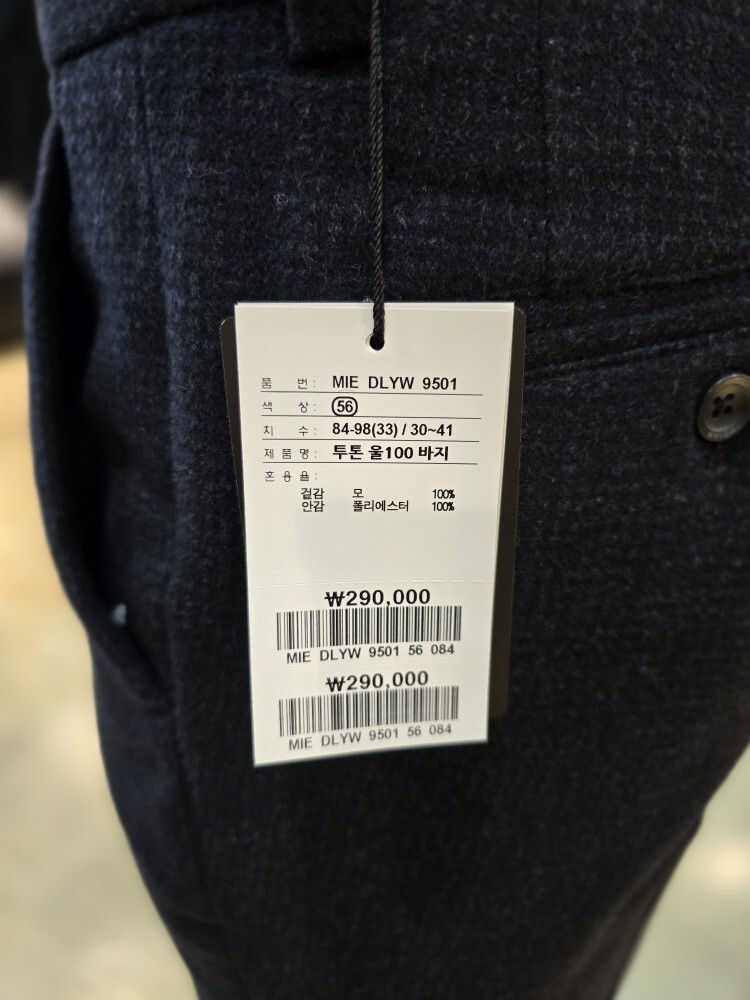 품 번 : MIE DLYW 9501
색 상 : 56
치 수 : 84-98(33) / 30~41
제 품 명 : 투톤 울100 바지
혼 용 율 :
겉감 모 100%
안감 폴리에스터 100%
₩290,000
MIE DLYW 9501 56 084
₩290,000
MIE DLYW 9501 56 084